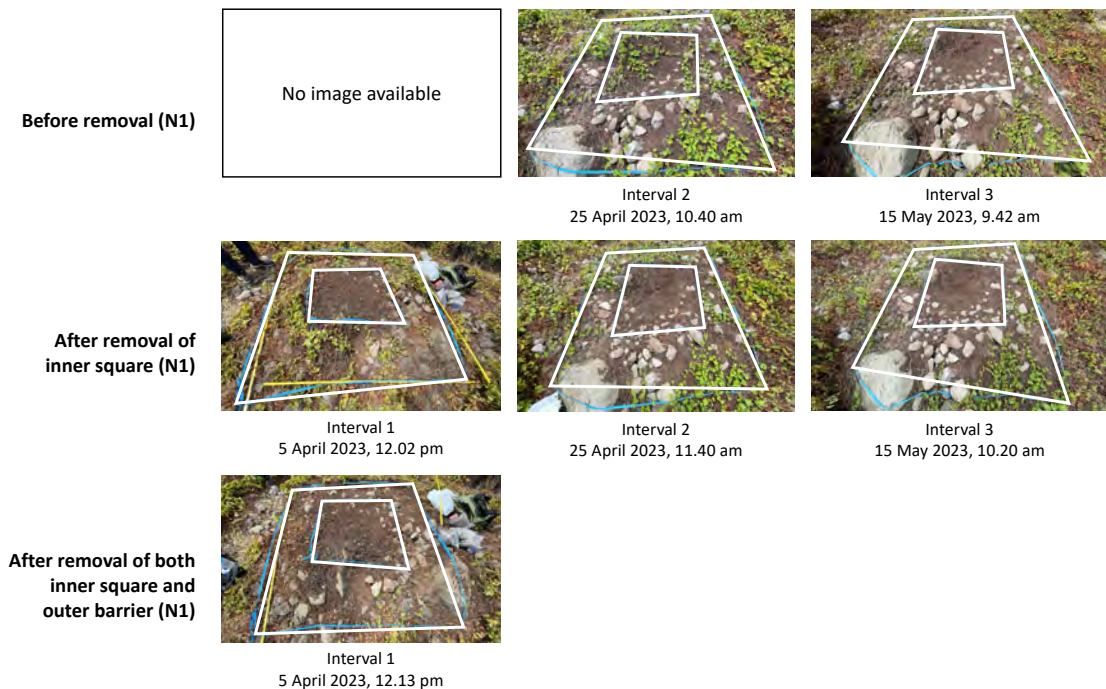 No image available
Before removal (N1)
Interval 2
25 April 2023, 10.40 am
Interval 3
15 May 2023, 9.42 am
After removal of
inner square (N1)
Interval 1
5 April 2023, 12.02 pm
Interval 2
25 April 2023, 11.40 am
Interval 3
15 May 2023, 10.20 am
After removal of both
inner square and
outer barrier (N1)
Interval 1
5 April 2023, 12.13 pm